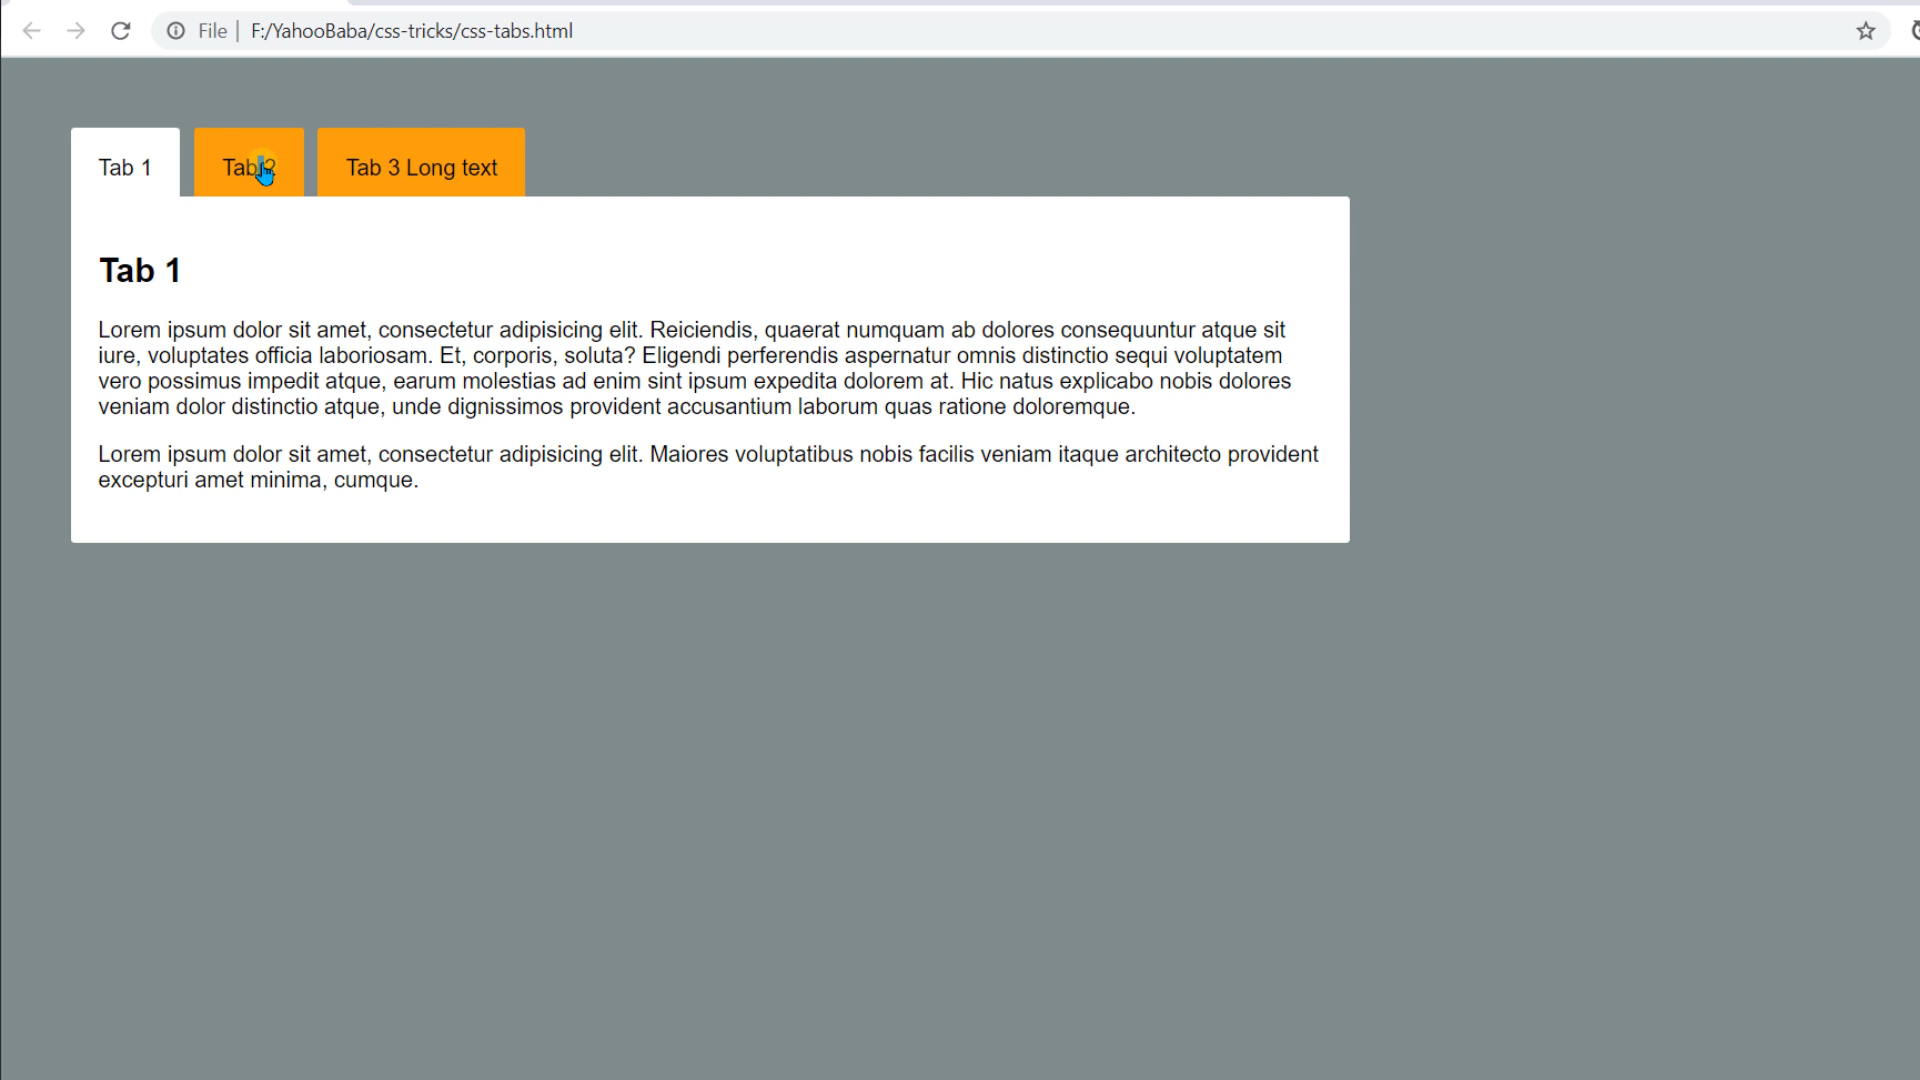 File | F:/YahooBaba/css-tricks/css-tabs.html
Tab 1 Tab 2 Tab 3 Long text
Tab 1
Lorem ipsum dolor sit amet, consectetur adipisicing elit. Reiciendis, quaerat numquam ab dolores consequuntur atque sit
iure, voluptates officia laboriosam. Et, corporis, soluta? Eligendi perferendis aspernatur omnis distinctio sequi voluptatem
vero possimus impedit atque, earum molestias ad enim sint ipsum expedita dolorem at. Hic natus explicabo nobis dolores
veniam dolor distinctio atque, unde dignissimos provident accusantium laborum quas ratione doloremque.
Lorem ipsum dolor sit amet, consectetur adipisicing elit. Maiores voluptatibus nobis facilis veniam itaque architecto provident
excepturi amet minima, cumque.